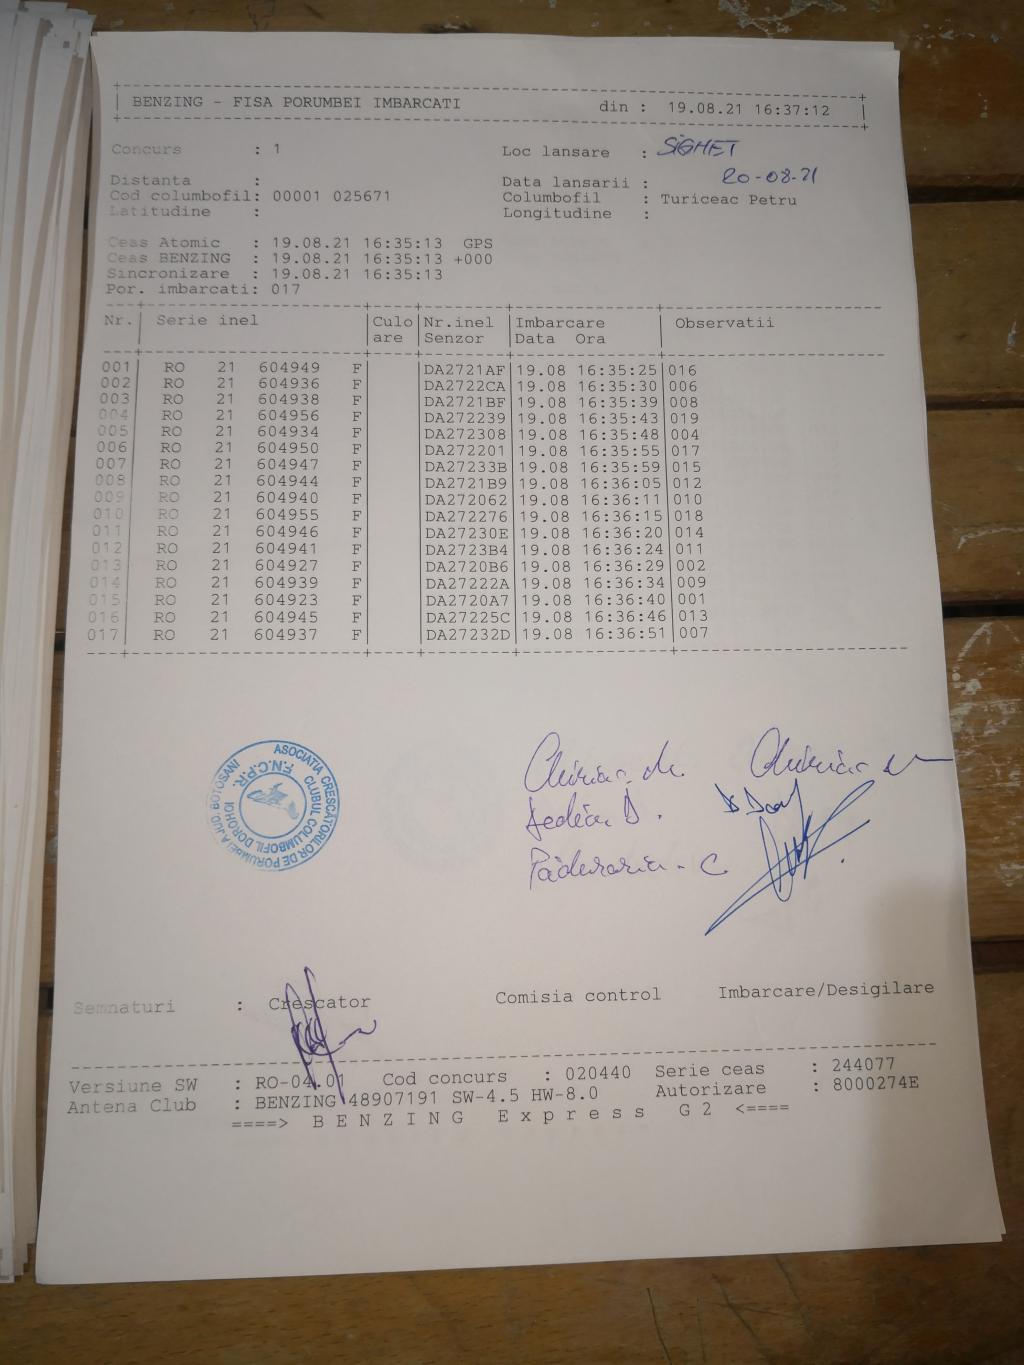 BENZING - FISA PORUMBEI IMBARCATI din : 19.08.21 16:37:12
Concurs : 1 Loc lansare : SIGHET
Distanta : Data lansarii : 20-08-21
Cod columbofil: 00001 025671 Columbofil : Turiceac Petru
Latitudine : Longitudine :
Ceas Atomic : 19.08.21 16:35:13 GPS
Ceas BENZING : 19.08.21 16:35:13 +000
Sincronizare : 19.08.21 16:35:13
Por. imbarcati: 017
Nr. Serie inel Culo Nr.inel Imbarcare Observatii
are Senzor Data Ora
001 RO 21 604949 F DA2721AF 19.08 16:35:25 016
002 RO 21 604936 F DA2722CA 19.08 16:35:30 006
003 RO 21 604938 F DA2721BF 19.08 16:35:39 008
004 RO 21 604956 F DA272239 19.08 16:35:43 019
005 RO 21 604934 F DA272308 19.08 16:35:48 004
006 RO 21 604950 F DA272201 19.08 16:35:55 017
007 RO 21 604947 F DA27233B 19.08 16:35:59 015
008 RO 21 604944 F DA2721B9 19.08 16:36:05 012
009 RO 21 604940 F DA272062 19.08 16:36:11 010
010 RO 21 604955 F DA272276 19.08 16:36:15 018
011 RO 21 604946 F DA27230E 19.08 16:36:20 014
012 RO 21 604941 F DA2723B4 19.08 16:36:24 011
013 RO 21 604927 F DA2720B6 19.08 16:36:29 002
014 RO 21 604939 F DA27222A 19.08 16:36:34 009
015 RO 21 604923 F DA2720A7 19.08 16:36:40 001
016 RO 21 604945 F DA27225C 19.08 16:36:46 013
017 RO 21 604937 F DA27232D 19.08 16:36:51 007
ASOCIATIA CRESCATORILOR DE PORUMBEI A JUD. BOTOSANI
F.N.C.P.R.
CLUBUL COLUMBOFIL DOROHOI
Semnaturi : Crescator Comisia control Imbarcare/Desigilare
Versiune SW : RO-04.01 Cod concurs : 020440 Serie ceas : 244077
Antena Club : BENZING 48907191 SW-4.5 HW-8.0 Autorizare : 8000274E
====> B E N Z I N G E x p r e s s G 2 <====